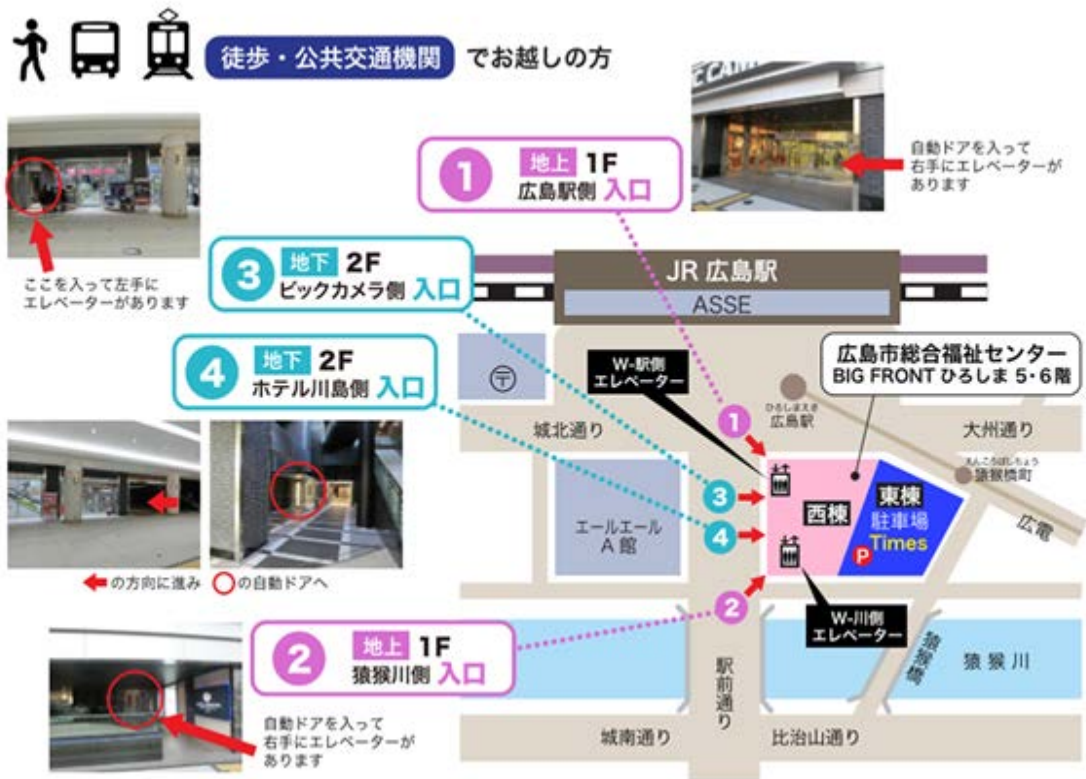 徒歩・公共交通機関 でお越しの方
自動ドアを入って
右手にエレベーターが
あります
1
地上 1F
広島駅側 入口
ここを入って左手に
エレベーターがあります
3
地下 2F
ビックカメラ側 入口
4
地下 2F
ホテル川島側 入口
JR 広島駅
ASSE
〒
W-駅側
エレベーター
広島市総合福祉センター
BIG FRONT ひろしま 5・6階
ひろしまえき
広島駅
城北通り
大州通り
えんこうばしちょう
猿猴橋町
1
3
4
2
エールエール
A 館
西棟
東棟
駐車場
Times
P
広電
W-川側
エレベーター
← の方向に進み ○の自動ドアへ
2
地上 1F
猿猴川側 入口
自動ドアを入って
右手にエレベーターが
あります
駅前通り
猿猴橋
猿猴川
城南通り
比治山通り